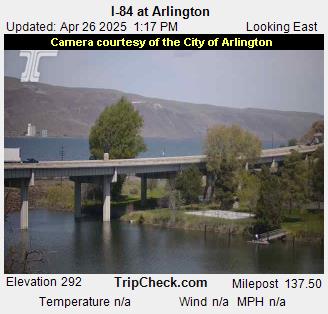 I-84 at Arlington
Updated: Apr 26 2025 1:17 PM Looking East
Camera courtesy of the City of Arlington
Elevation 292 TripCheck.com Milepost 137.50
Temperature n/a Wind n/a MPH n/a